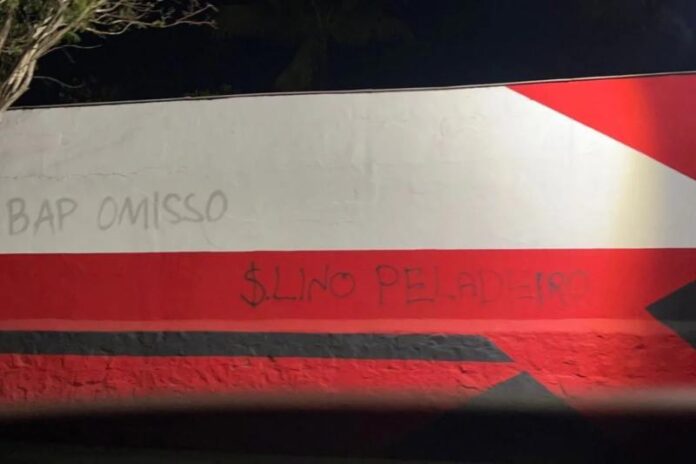 BAP OMISSO
$.LINO PELADEIRO